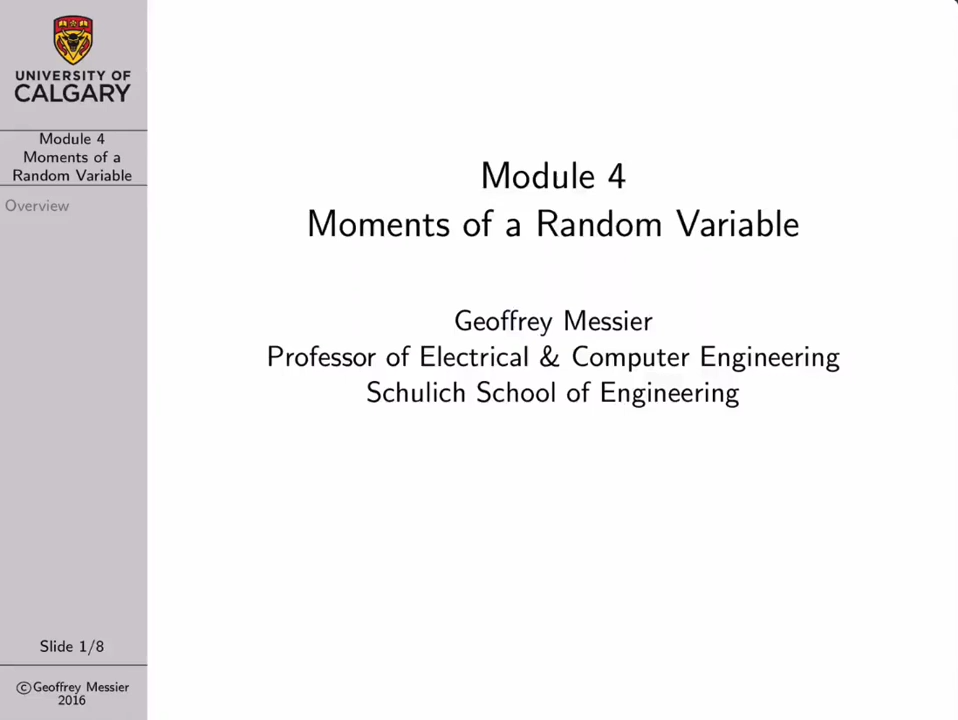 UNIVERSITY OF
CALGARY
Module 4
Moments of a
Random Variable
Overview
Module 4
Moments of a Random Variable
Geoffrey Messier
Professor of Electrical & Computer Engineering
Schulich School of Engineering
Slide 1/8
©Geoffrey Messier
2016